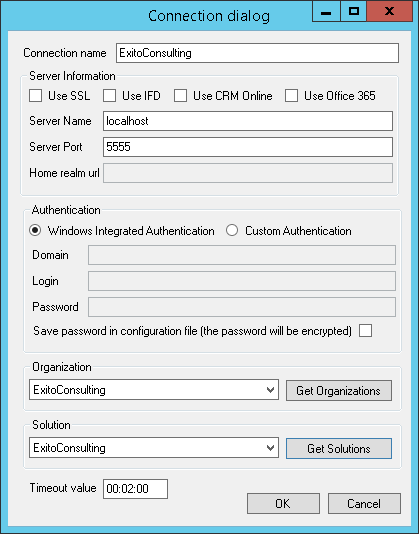 Connection dialog
Connection name ExitoConsulting
Server Information
Use SSL Use IFD Use CRM Online Use Office 365
Server Name localhost
Server Port 5555
Home realm url
Authentication
Windows Integrated Authentication Custom Authentication
Domain
Login
Password
Save password in configuration file (the password will be encrypted)
Organization
ExitoConsulting Get Organizations
Solution
ExitoConsulting Get Solutions
Timeout value 00:02:00
OK Cancel